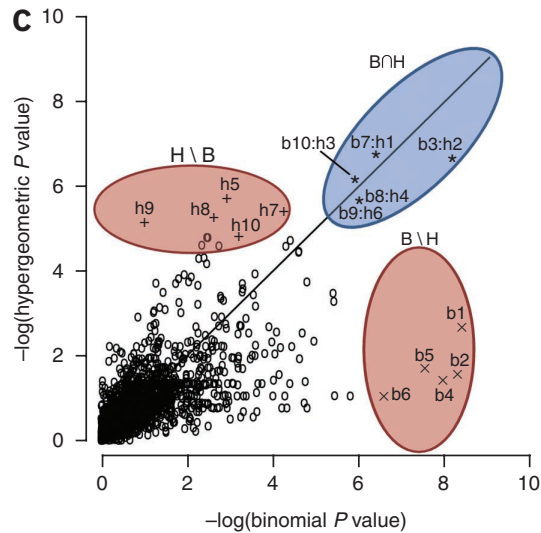 C
10
8
6
4
2
0
–log(hypergeometric P value)
B∩H
b10:h3
b7:h1
b3:h2
b8:h4
b9:h6
H \ B
h5
h9
h8
h7
h10
B \ H
b1
b5
b2
b6
b4
0
2
4
6
8
10
–log(binomial P value)